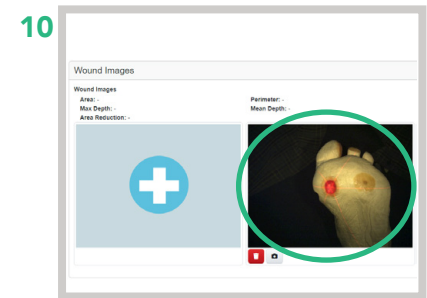 10
Wound Images
Wound Images
Area: -
Perimeter: -
Max Depth: -
Mean Depth: -
Area Reduction: -